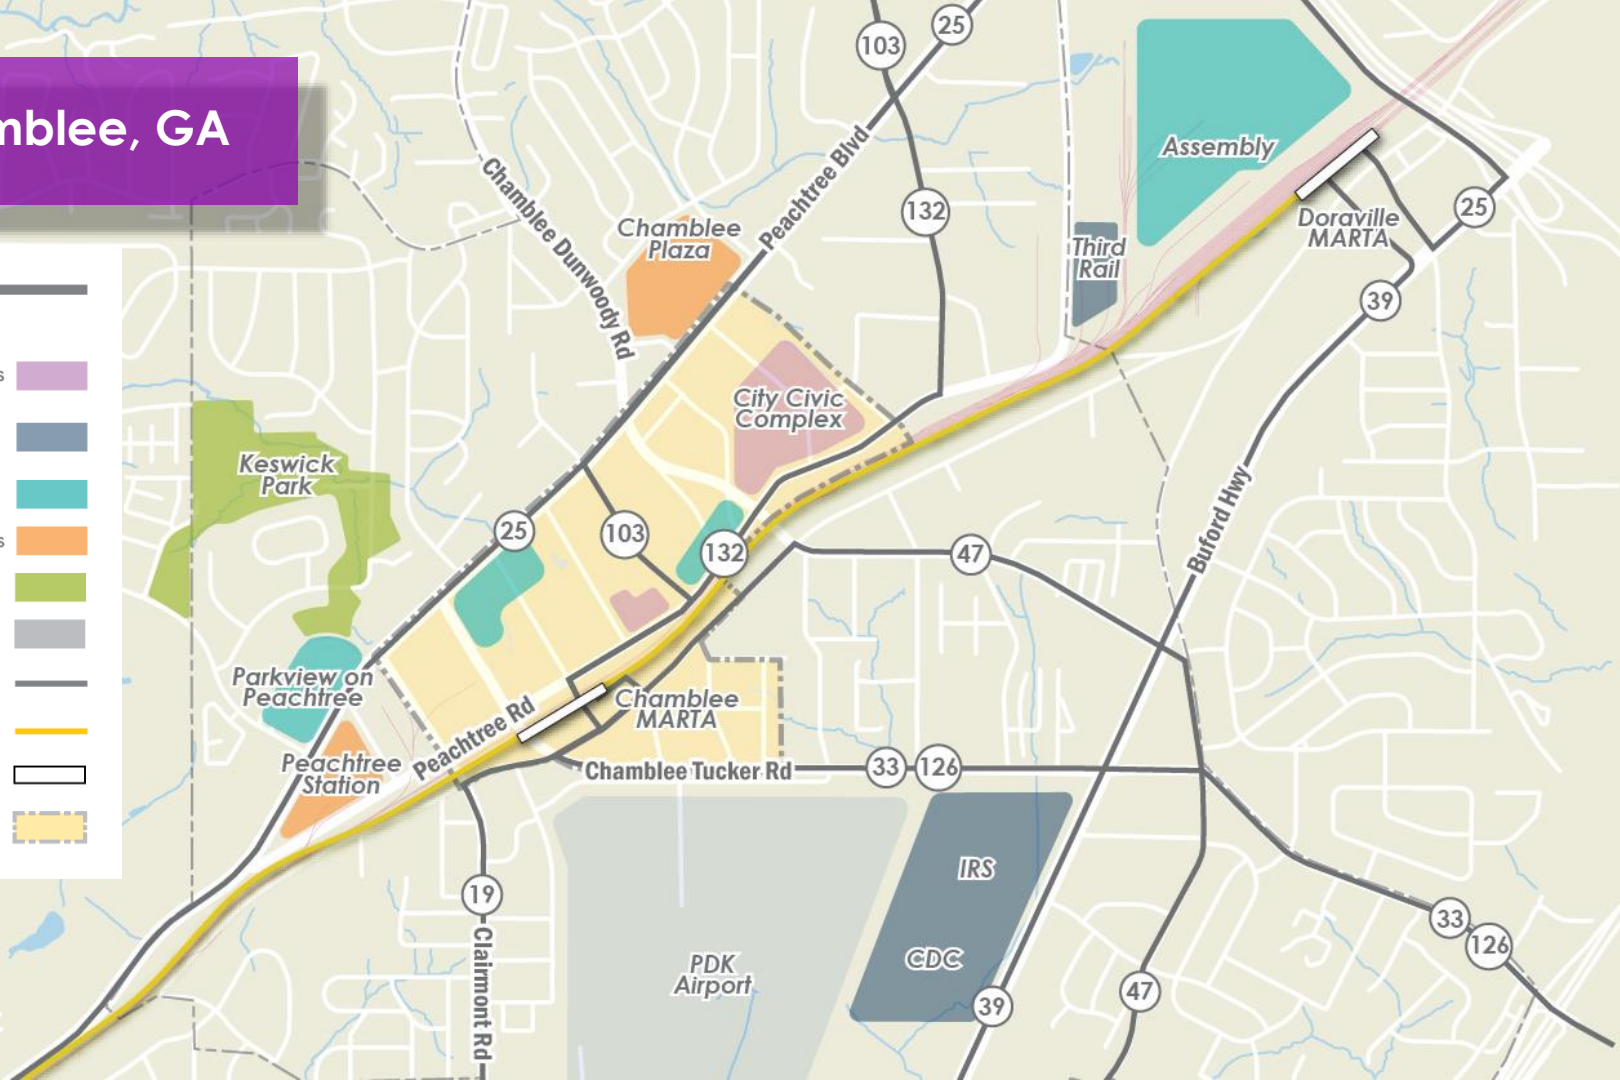 mblee, GA
s
s
103
25
Peachtree Blvd
Chamblee Dunwoody Rd
Assembly
132
Chamblee
Plaza
Doraville
MARTA
25
Third
Rail
39
City Civic
Complex
Keswick
Park
25
103
132
47
Buford Hwy
Parkview on
Peachtree
Chamblee
MARTA
Peachtree Rd
Peachtree
Station
Chamblee Tucker Rd
33
126
IRS
19
CDC
PDK
Airport
Clairmont Rd
39
47
33
126